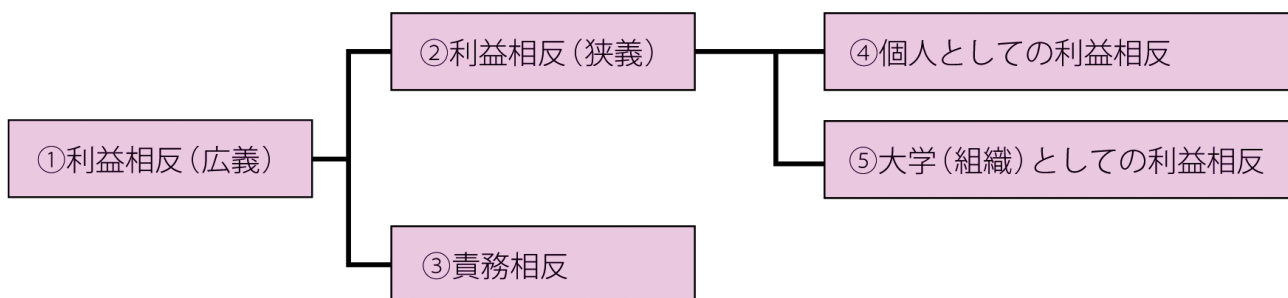 ①利益相反（広義）
②利益相反（狭義）
③責務相反
④個人としての利益相反
⑤大学（組織）としての利益相反